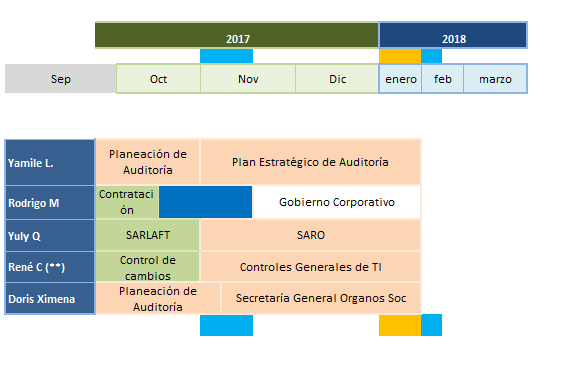 2017 2018
Sep Oct Nov Dic enero feb marzo
Yamile L. Planeación de Auditoría Plan Estratégico de Auditoría
Rodrigo M Contrataci ón Gobierno Corporativo
Yuly Q SARLAFT SARO
René C (**) Control de cambios Controles Generales de TI
Doris Ximena Planeación de Auditoría Secretaría General Organos Soc